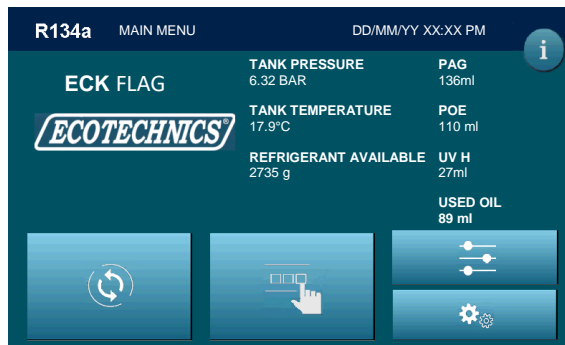 R134a MAIN MENU DD/MM/YY XX:XX PM
i
ECK FLAG
ECOTECHNICS®
TANK PRESSURE
6.32 BAR
TANK TEMPERATURE
17.9°C
REFRIGERANT AVAILABLE
2735 g
PAG
136ml
POE
110 ml
UV H
27ml
USED OIL
89 ml